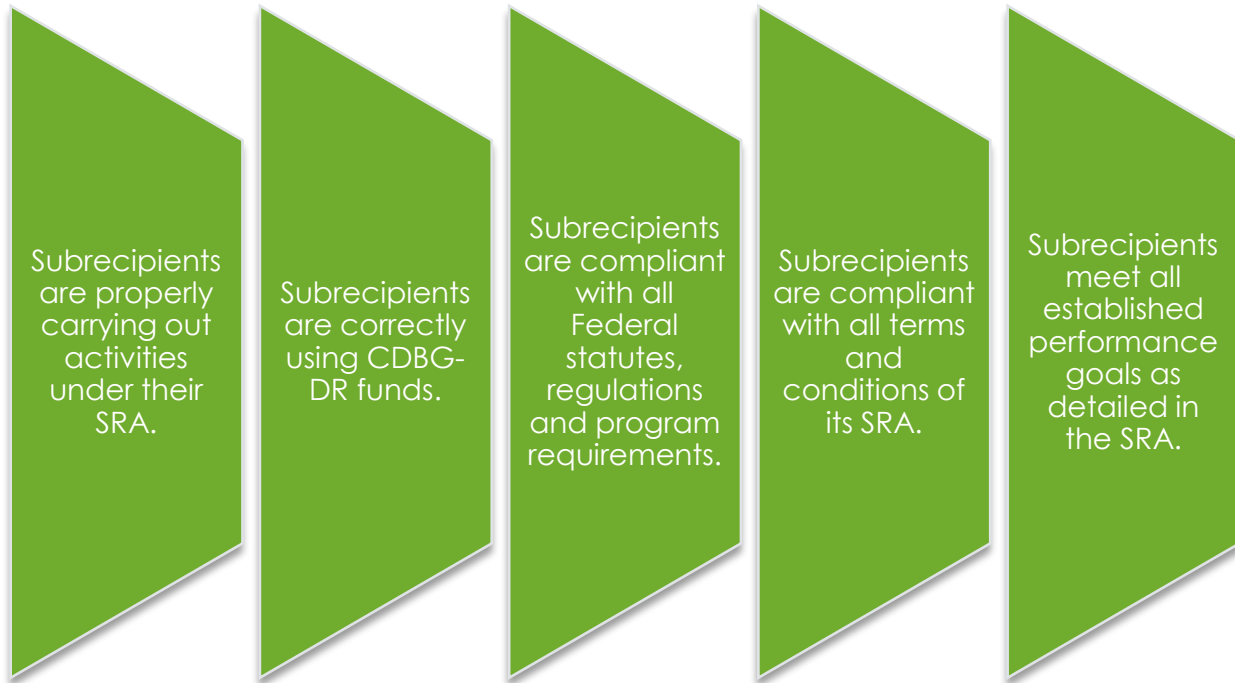 Subrecipients
are properly
carrying out
activities
under their
SRA.
Subrecipients
are correctly
using CDBG-
DR funds.
Subrecipients
are compliant
with all
Federal
statutes,
regulations
and program
requirements.
Subrecipients
are compliant
with all terms
and
conditions of
its SRA.
Subrecipients
meet all
established
performance
goals as
detailed in
the SRA.